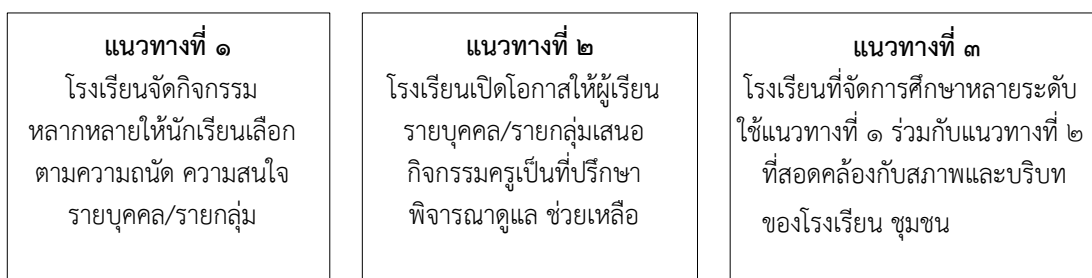 แนวทางที่ ๑
โรงเรียนจัดกิจกรรม
หลากหลายให้นักเรียนเลือก
ตามความถนัด ความสนใจ
รายบุคคล/รายกลุ่ม
แนวทางที่ ๒
โรงเรียนเปิดโอกาสให้ผู้เรียน
รายบุคคล/รายกลุ่มเสนอ
กิจกรรมครูเป็นที่ปรึกษา
พิจารณาดูแล ช่วยเหลือ
แนวทางที่ ๓
โรงเรียนที่จัดการศึกษาหลายระดับ
ใช้แนวทางที่ ๑ ร่วมกับแนวทางที่ ๒
ที่สอดคล้องกับสภาพและบริบท
ของโรงเรียน ชุมชน